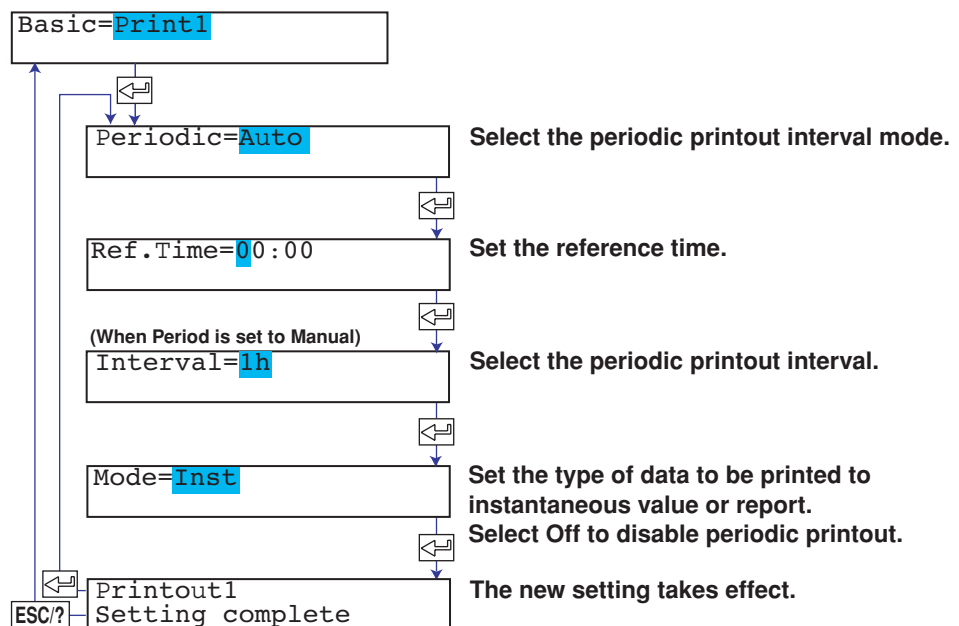 Basic=Print1
Periodic=Auto
Select the periodic printout interval mode.
Ref.Time=00:00
Set the reference time.
(When Period is set to Manual)
Interval=1h
Select the periodic printout interval.
Mode=Inst
Set the type of data to be printed to
instantaneous value or report.
Select Off to disable periodic printout.
Printout1
The new setting takes effect.
ESC/?
Setting complete